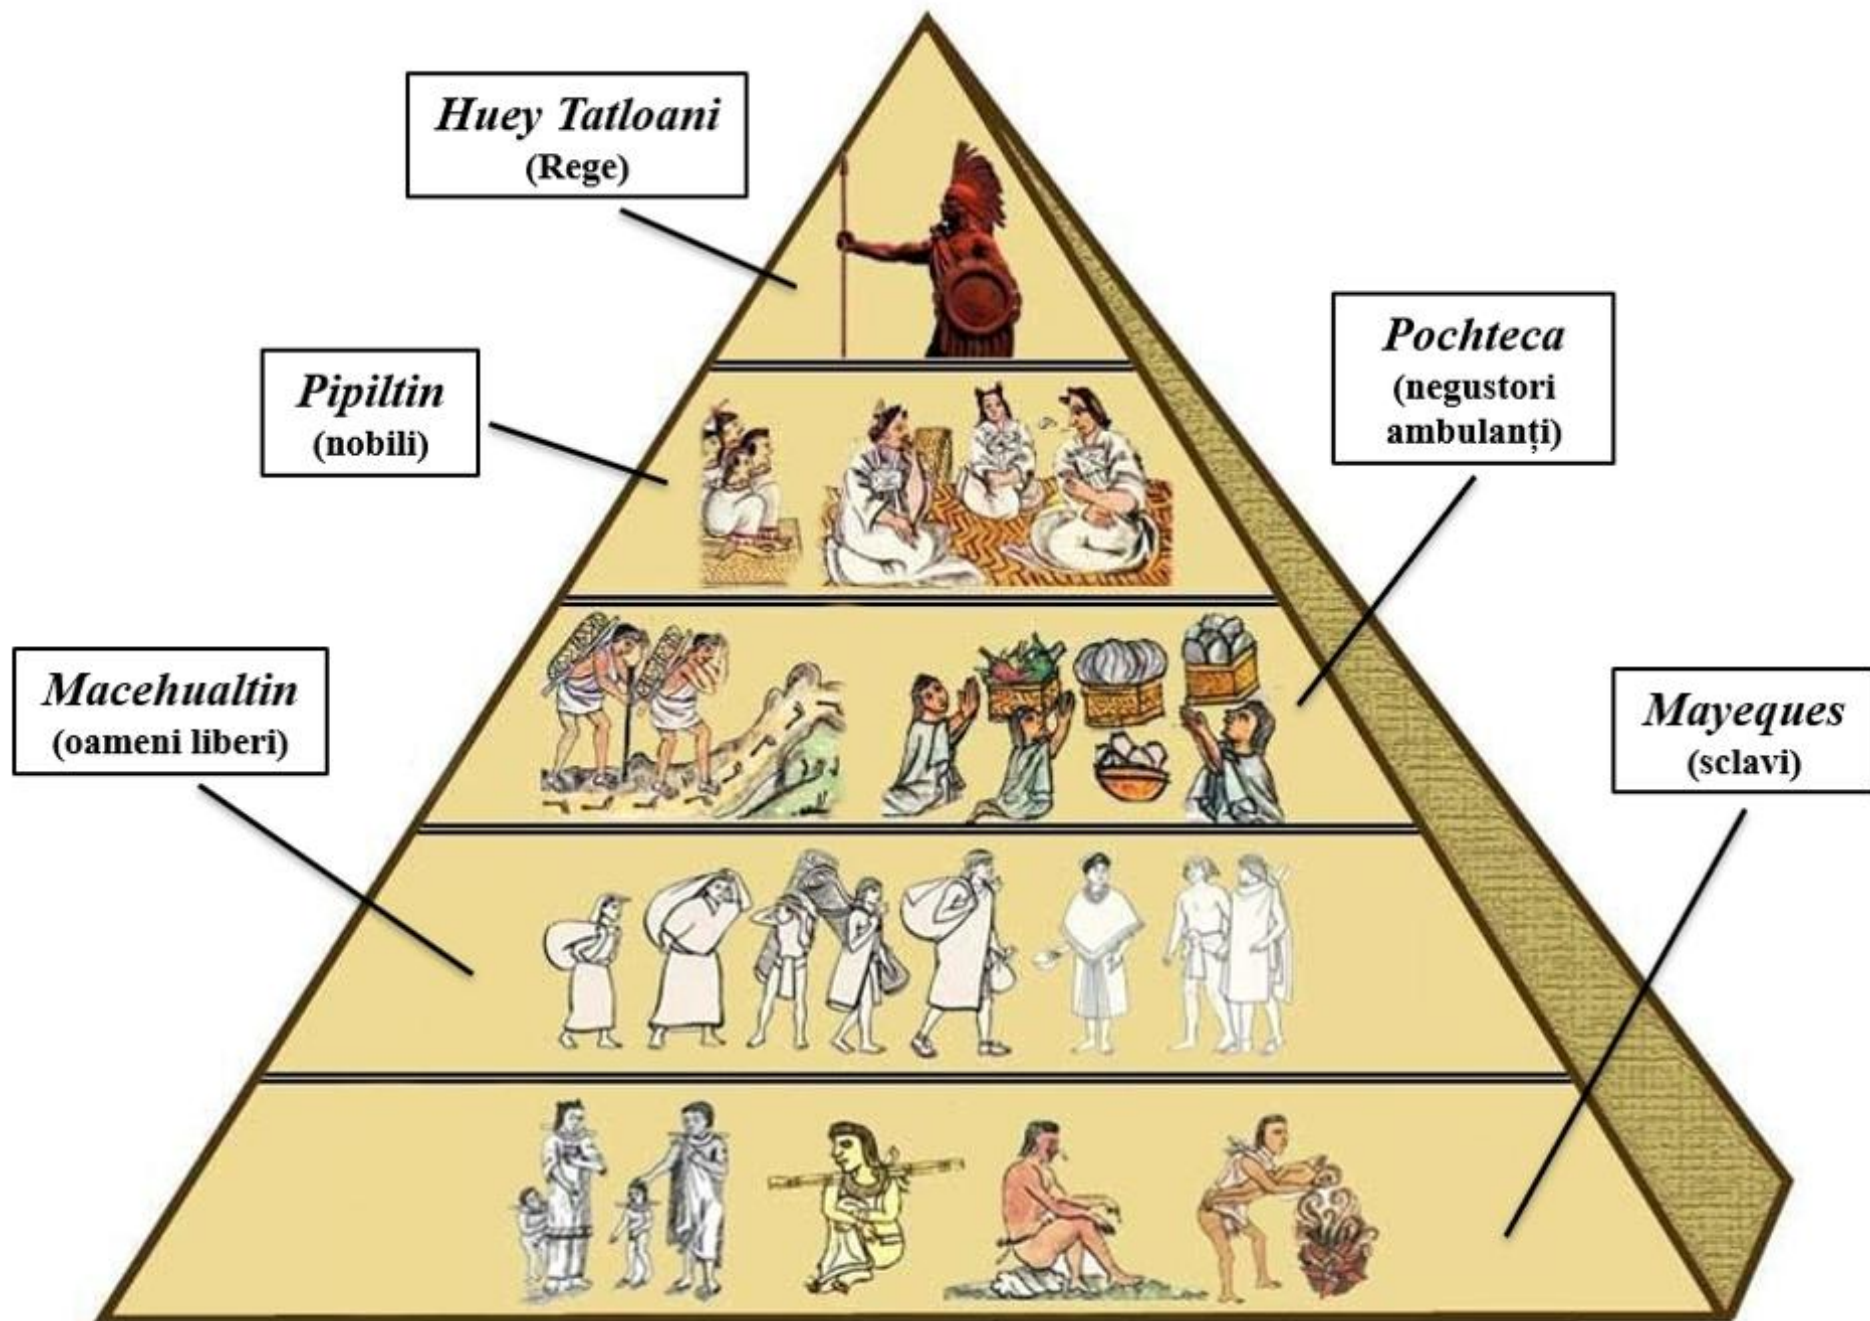 Huey Tatloani
(Rege)
Pipiltin
(nobili)
Pochteca
(negustori
ambulanți)
Macehualtin
(oameni liberi)
Mayeques
(sclavi)